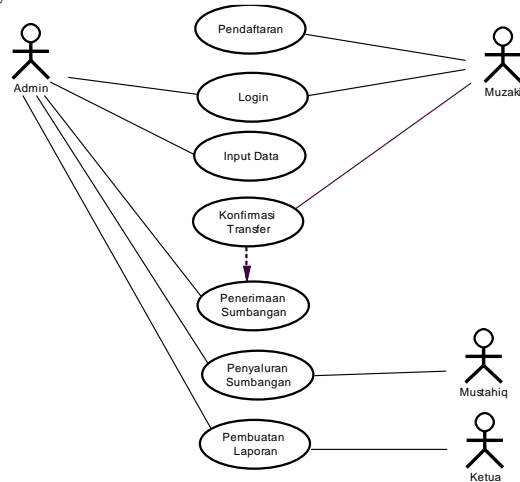 Pendaftaran
Admin
Muzaki
Login
Input Data
Konfirmasi
Transfer
Penerimaan
Sumbangan
Penyaluran
Sumbangan
Mustahiq
Pembuatan
Laporan
Ketua